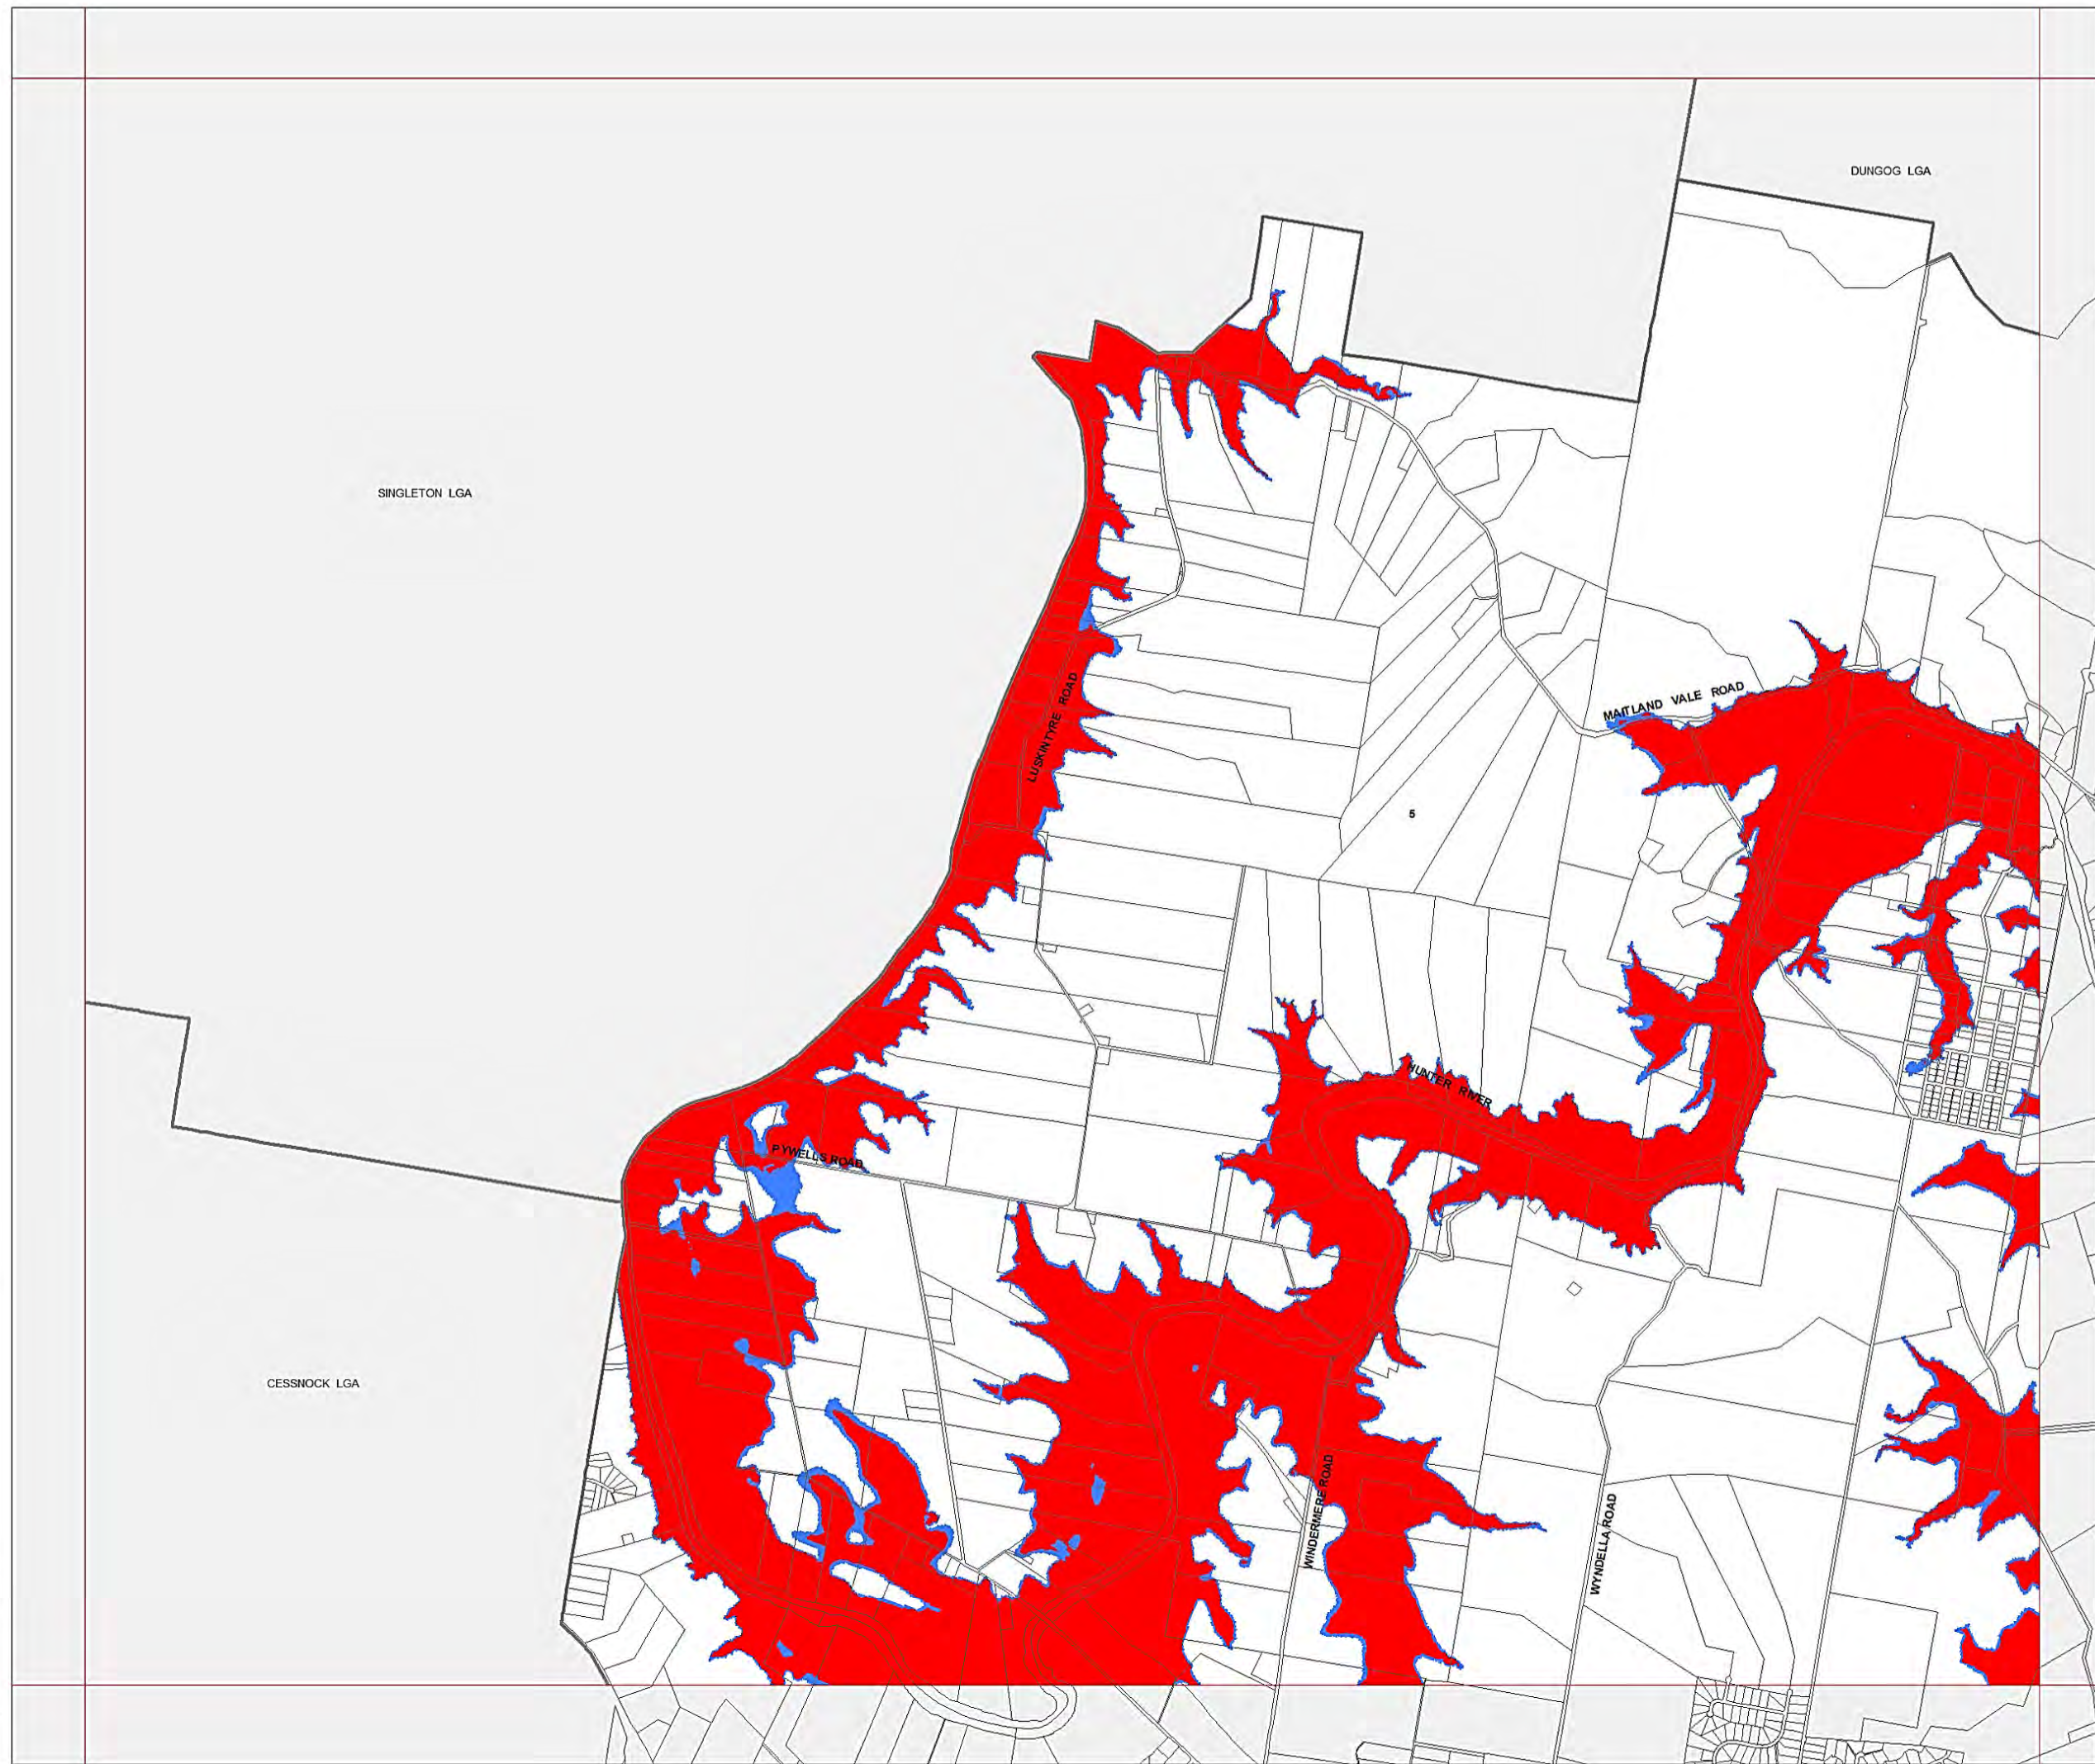 DUNGOG LGA
SINGLETON LGA
MAITLAND VALE ROAD
LUSKINTYRE ROAD
5
HUNTER RIVER
PYWELLS ROAD
CESSNOCK LGA
WINDERMERE ROAD
WYNDELLA ROAD